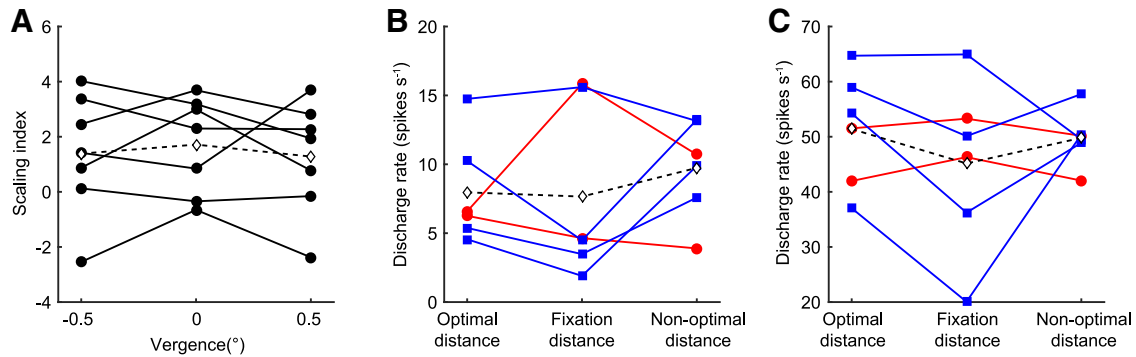 A
Scaling index
6
4
2
0
-2
-4
-0.5
0
0.5
Vergence(°)
B
Discharge rate (spikes s⁻¹)
20
15
10
5
0
Optimal
distance
Fixation
distance
Non-optimal
distance
C
Discharge rate (spikes s⁻¹)
70
60
50
40
30
20
Optimal
distance
Fixation
distance
Non-optimal
distance